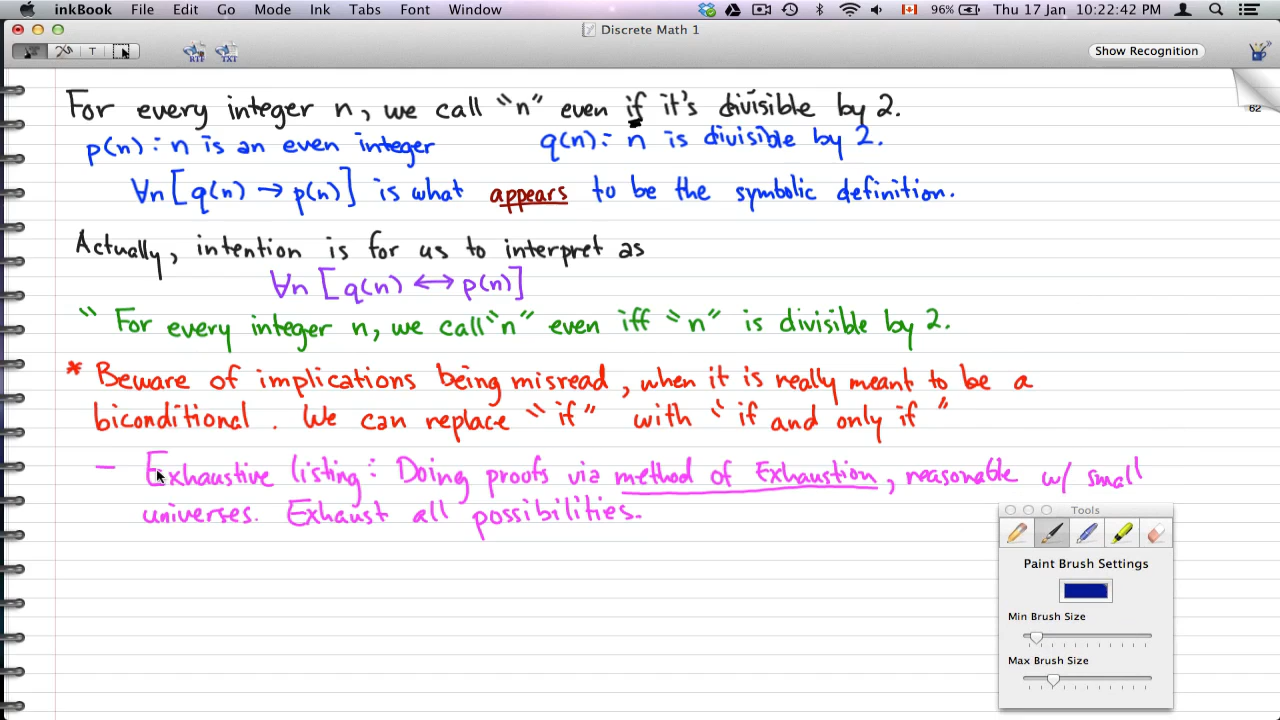 inkBook File Edit Go Mode Ink Tabs Font Window 96% Thu 17 Jan 10:22:42 PM
Discrete Math 1
T RTF TXT Show Recognition
For every integer n, we call "n" even if it's divisible by 2.
62
p(n): n is an even integer q(n): n is divisible by 2.
∀n [q(n) → p(n)] is what appears to be the symbolic definition.
Actually, intention is for us to interpret as
∀n [q(n) ↔ p(n)]
"For every integer n, we call "n" even iff "n" is divisible by 2.
* Beware of implications being misread, when it is really meant to be a
biconditional. We can replace "if" with "if and only if"
- Exhaustive listing: Doing proofs via method of Exhaustion, reasonable w/ small
universes. Exhaust all possibilities.
Tools
Paint Brush Settings
Min Brush Size
Max Brush Size